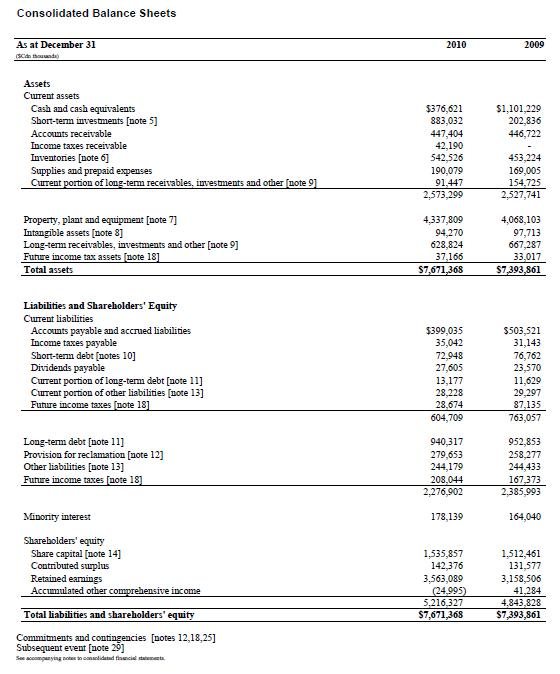 Consolidated Balance Sheets
As at December 31 2010 2009
($Cdn thousands)
Assets
Current assets
Cash and cash equivalents $376,621 $1,101,229
Short-term investments [note 5] 883,032 202,836
Accounts receivable 447,404 446,722
Income taxes receivable 42,190 -
Inventories [note 6] 542,526 453,224
Supplies and prepaid expenses 190,079 169,005
Current portion of long-term receivables, investments and other [note 9] 91,447 154,725
2,573,299 2,527,741
Property, plant and equipment [note 7] 4,337,809 4,068,103
Intangible assets [note 8] 94,270 97,713
Long-term receivables, investments and other [note 9] 628,824 667,287
Future income tax assets [note 18] 37,166 33,017
Total assets $7,671,368 $7,393,861
Liabilities and Shareholders' Equity
Current liabilities
Accounts payable and accrued liabilities $399,035 $503,521
Income taxes payable 35,042 31,143
Short-term debt [notes 10] 72,948 76,762
Dividends payable 27,605 23,570
Current portion of long-term debt [note 11] 13,177 11,629
Current portion of other liabilities [note 13] 28,228 29,297
Future income taxes [note 18] 28,674 87,135
604,709 763,057
Long-term debt [note 11] 940,317 952,853
Provision for reclamation [note 12] 279,653 258,277
Other liabilities [note 13] 244,179 244,433
Future income taxes [note 18] 208,044 167,373
2,276,902 2,385,993
Minority interest 178,139 164,040
Shareholders' equity
Share capital [note 14] 1,535,857 1,512,461
Contributed surplus 142,376 131,577
Retained earnings 3,563,089 3,158,506
Accumulated other comprehensive income (24,995) 41,284
5,216,327 4,843,828
Total liabilities and shareholders' equity $7,671,368 $7,393,861
Commitments and contingencies [notes 12,18,25]
Subsequent event [note 29]
See accompanying notes to consolidated financial statements.